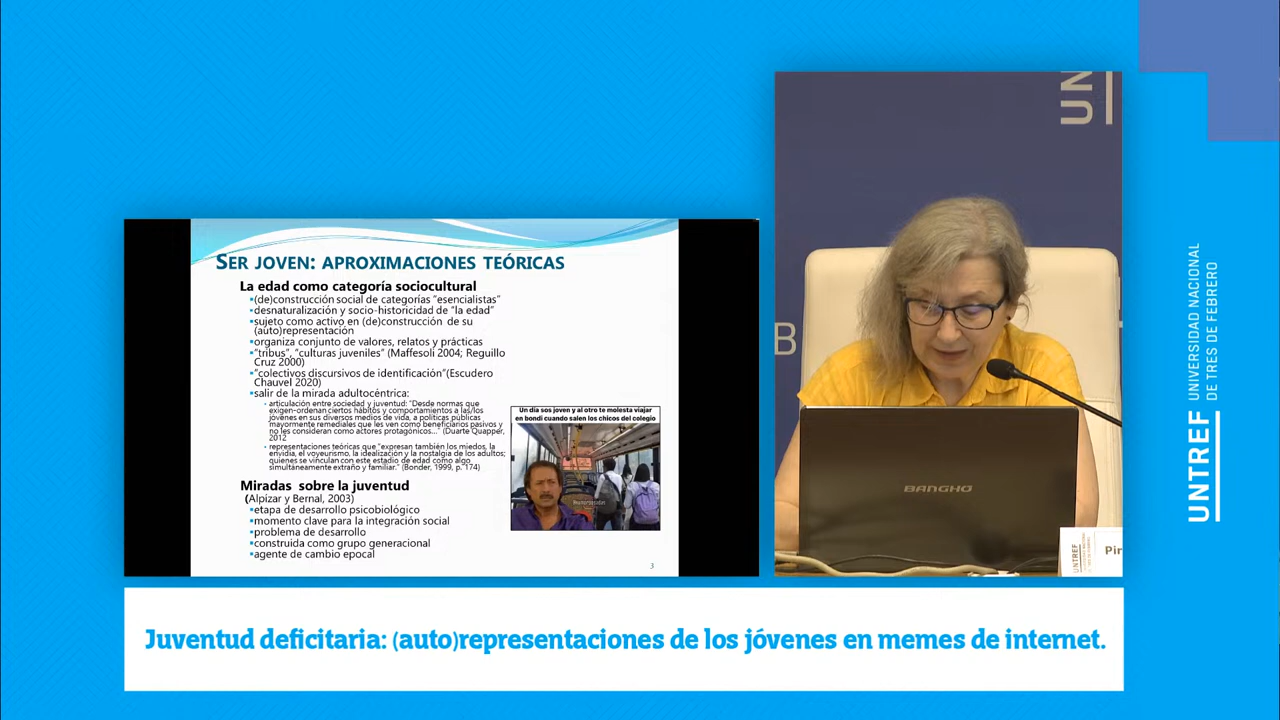 SER JOVEN: APROXIMACIONES TEÓRICAS
La edad como categoría sociocultural
(de)construcción social de categorías "esencialistas"
desnaturalización y socio-historicidad de "la edad"
sujeto como activo en (de)construcción de su
(auto)representación
organiza conjunto de valores, relatos y prácticas
"tribus", "culturas juveniles" (Maffesoli 2004; Reguillo
Cruz 2000)
"colectivos discursivos de identificación"(Escudero
Chauvel 2020)
salir de la mirada adultocéntrica:
- articulación entre sociedad y juventud: "Desde normas que
exigen-ordenan ciertos hábitos y comportamientos a las/los
jóvenes en sus diversos medios de vida, a políticas públicas
mayormente remediales que les ven como beneficiarios pasivos y
no les consideran como actores protagónicos..." (Duarte Quapper,
2012
- representaciones teóricas que "expresan también los miedos, la
envidia, el voyeurismo, la idealización y la nostalgia de los adultos;
quienes se vinculan con este estadio de edad como algo
simultáneamente extraño y familiar." (Bonder, 1999, p. 174)
Un día sos joven y al otro te molesta viajar
en bondi cuando salen los chicos del colegio
Miradas sobre la juventud
(Alpízar y Bernal, 2003)
etapa de desarrollo psicobiológico
momento clave para la integración social
problema de desarrollo
construida como grupo generacional
agente de cambio epocal
3
UN
B
T
BANGHO
UNTREF
Pir
UNTREF UNIVERSIDAD NACIONAL
DE TRES DE FEBRERO
Juventud deficitaria: (auto)representaciones de los jóvenes en memes de internet.